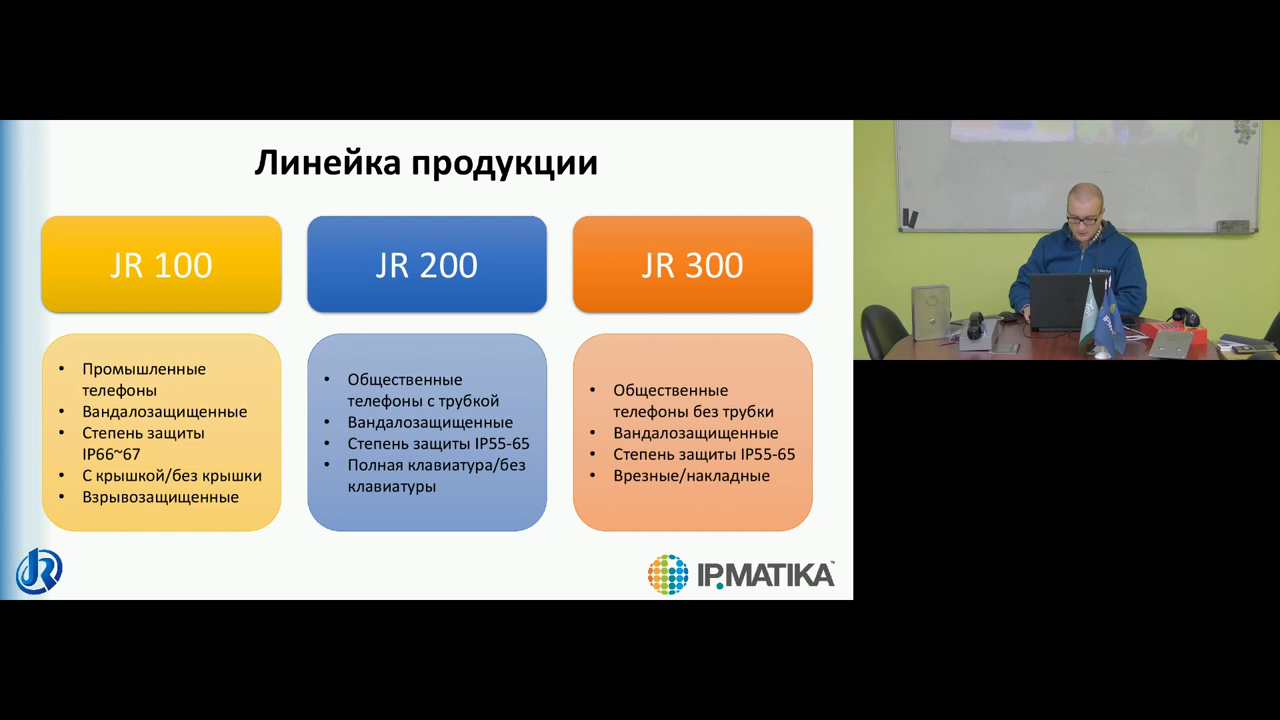 Линейка продукции
JR 100
JR 200
JR 300
• Промышленные
телефоны
• Вандалозащищенные
• Степень защиты
IP66~67
• С крышкой/без крышки
• Взрывозащищенные
• Общественные
телефоны с трубкой
• Вандалозащищенные
• Степень защиты IP55-65
• Полная клавиатура/без
клавиатуры
• Общественные
телефоны без трубки
• Вандалозащищенные
• Степень защиты IP55-65
• Врезные/накладные
JR
IPMATIKA™